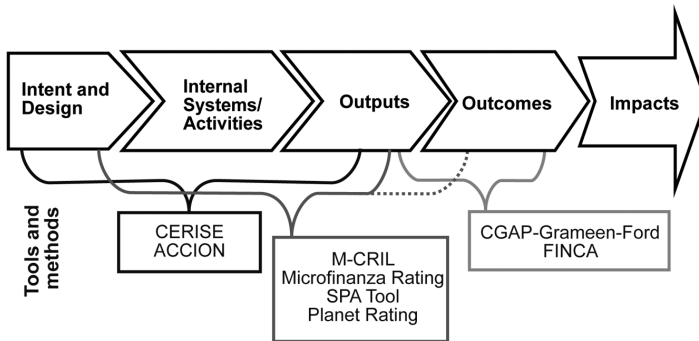 Intent and
Design
Internal
Systems/
Activities
Outputs
Outcomes
Impacts
Tools and
methods
CERISE
ACCION
M-CRIL
Microfinanza Rating
SPA Tool
Planet Rating
CGAP-Grameen-Ford
FINCA